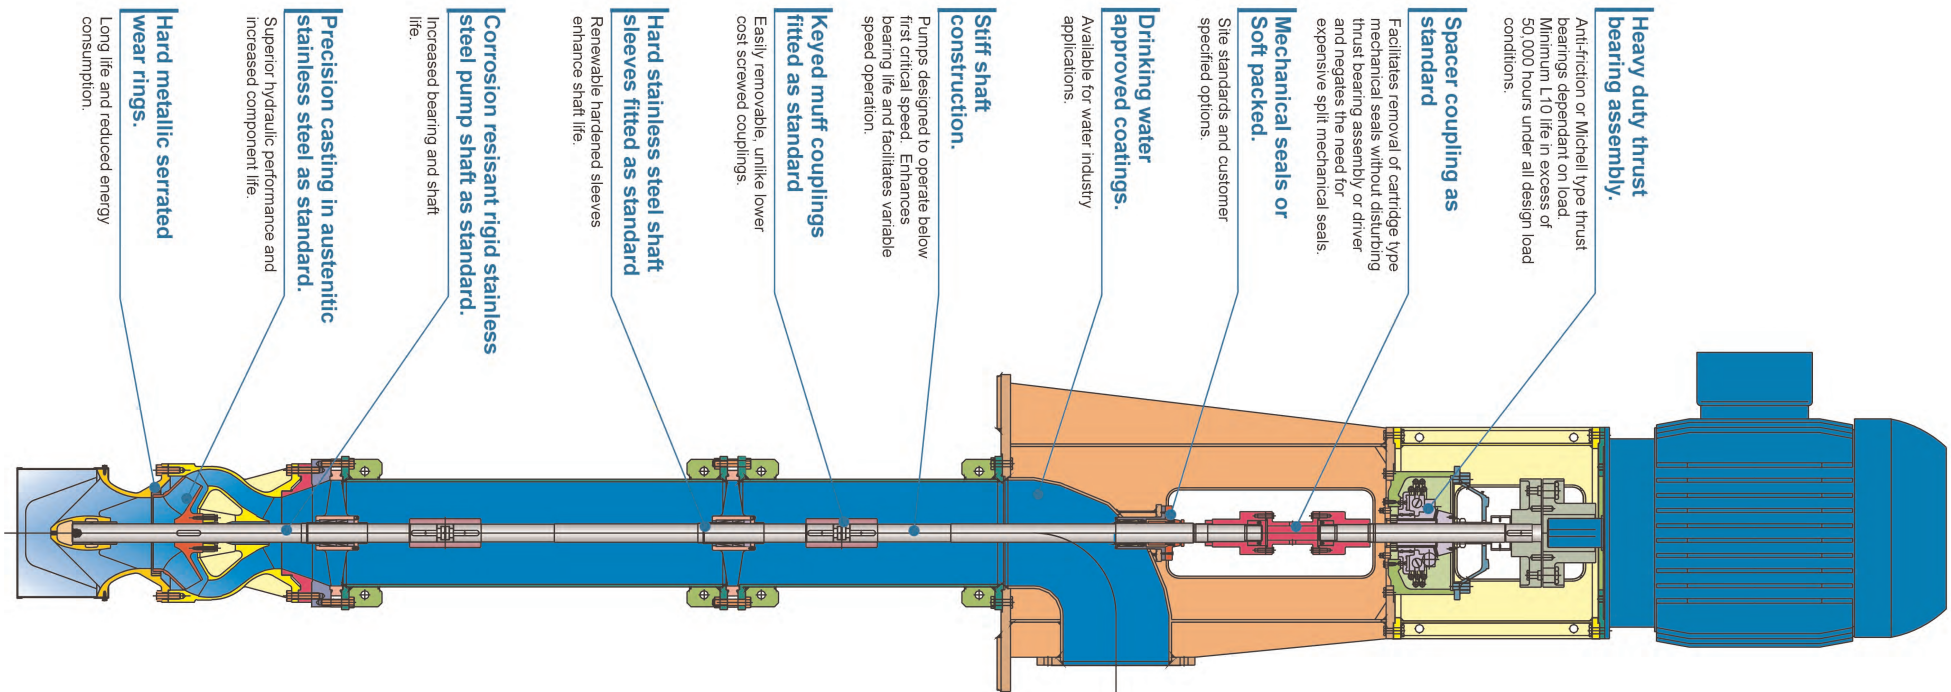 Heavy duty thrust
bearing assembly.
Anti-friction or Michell type thrust
bearings dependant on load.
Minimum L10 life in excess of
50,000 hours under all design load
conditions.
Spacer coupling as
standard
Facilitates removal of cartridge type
mechanical seals without disturbing
thrust bearing assembly or driver
and negates the need for
expensive split mechanical seals.
Mechanical seals or
Soft packed.
Site standards and customer
specified options.
Drinking water
approved coatings.
Available for water industry
applications.
Stiff shaft
construction.
Pumps designed to operate below
first critical speed.  Enhances
bearing life and facilitates variable
speed operation.
Keyed muff couplings
fitted as standard
Easily removable, unlike lower
cost screwed couplings.
Hard stainless steel shaft
sleeves fitted as standard
Renewable hardened sleeves
enhance shaft life.
Corrosion resisant rigid stainless
steel pump shaft as standard.
Increased bearing and shaft
life.
Precision casting in austenitic
stainless steel as standard.
Superior hydraulic performance and
increased component life.
Hard metallic serrated
wear rings.
Long life and reduced energy
consumption.